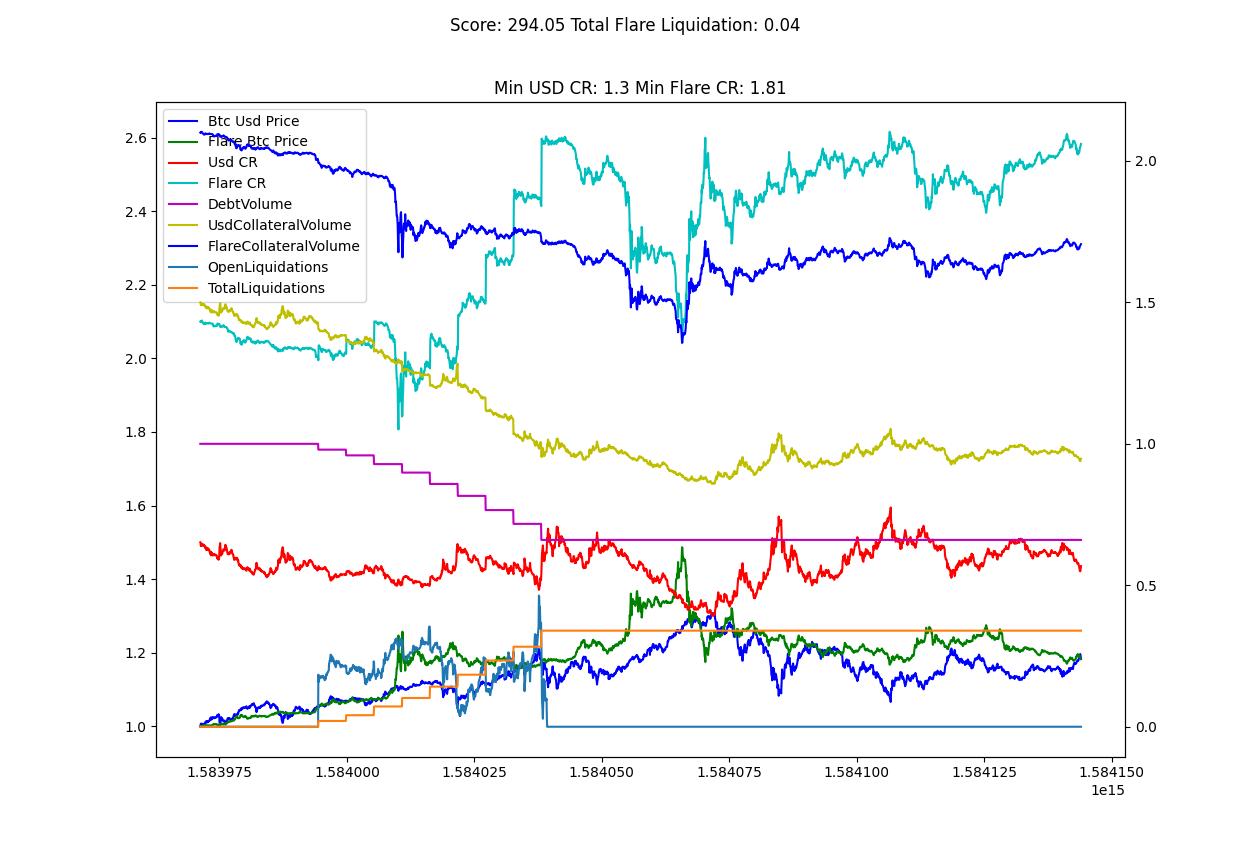 Score: 294.05 Total Flare Liquidation: 0.04
Min USD CR: 1.3 Min Flare CR: 1.81
Btc Usd Price
Flare Btc Price
Usd CR
Flare CR
DebtVolume
UsdCollateralVolume
FlareCollateralVolume
OpenLiquidations
TotalLiquidations
2.6
2.4
2.2
2.0
1.8
1.6
1.4
1.2
1.0
2.0
1.5
1.0
0.5
0.0
1.583975
1.584000
1.584025
1.584050
1.584075
1.584100
1.584125
1.584150
1e15